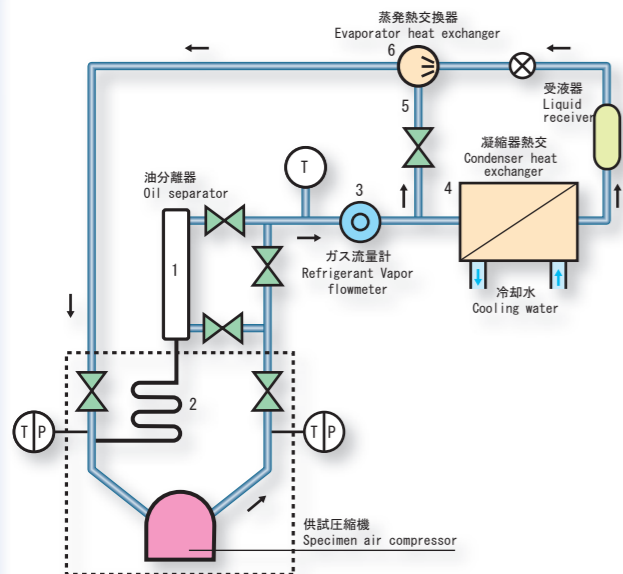 蒸発熱交換器
Evaporator heat exchanger
6
受液器
Liquid
receiver
5
凝縮器熱交
Condenser heat
exchanger
4
T
3
油分離器
Oil separator
1
ガス流量計
Refrigerant Vapor
flowmeter
冷却水
Cooling water
2
T P
T P
供試圧縮機
Specimen air compressor